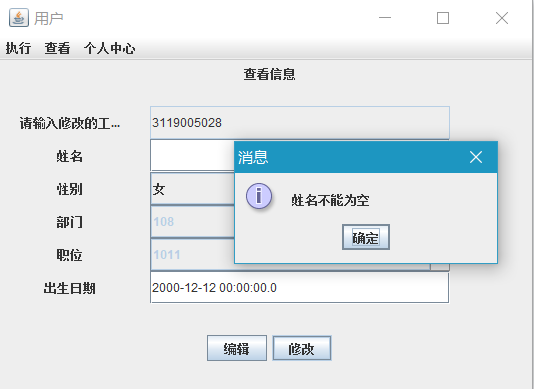 用户
执行 查看 个人中心
查看信息
请输入修改的工... 3119005028
姓名
消息
性别 女
姓名不能为空
部门 108
确定
职位 1011
出生日期 2000-12-12 00:00:00.0
编辑 修改